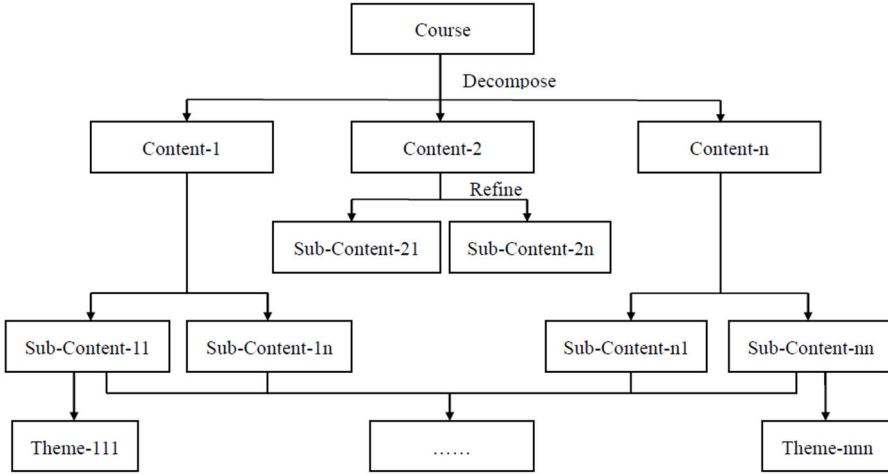 Course
Decompose
Content-1
Content-2
Content-n
Refine
Sub-Content-21
Sub-Content-2n
Sub-Content-11
Sub-Content-1n
Sub-Content-n1
Sub-Content-nn
Theme-111
……
Theme-nnn